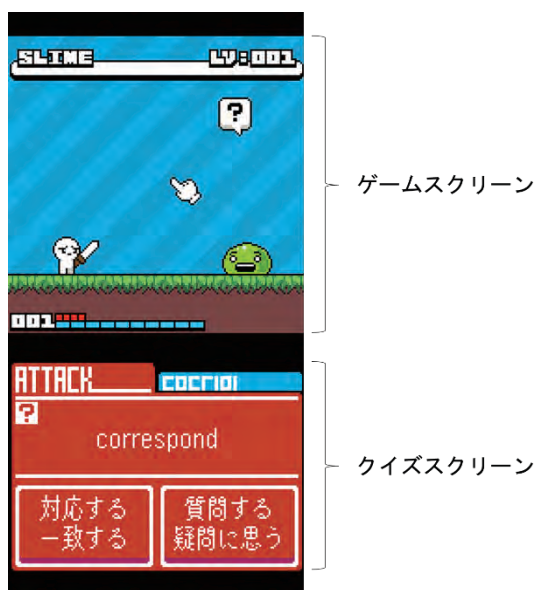 SLIME LV:001
?
ゲームスクリーン
001
ATTACK
?
correspond
クイズスクリーン
対応する 質問する
一致する 疑問に思う